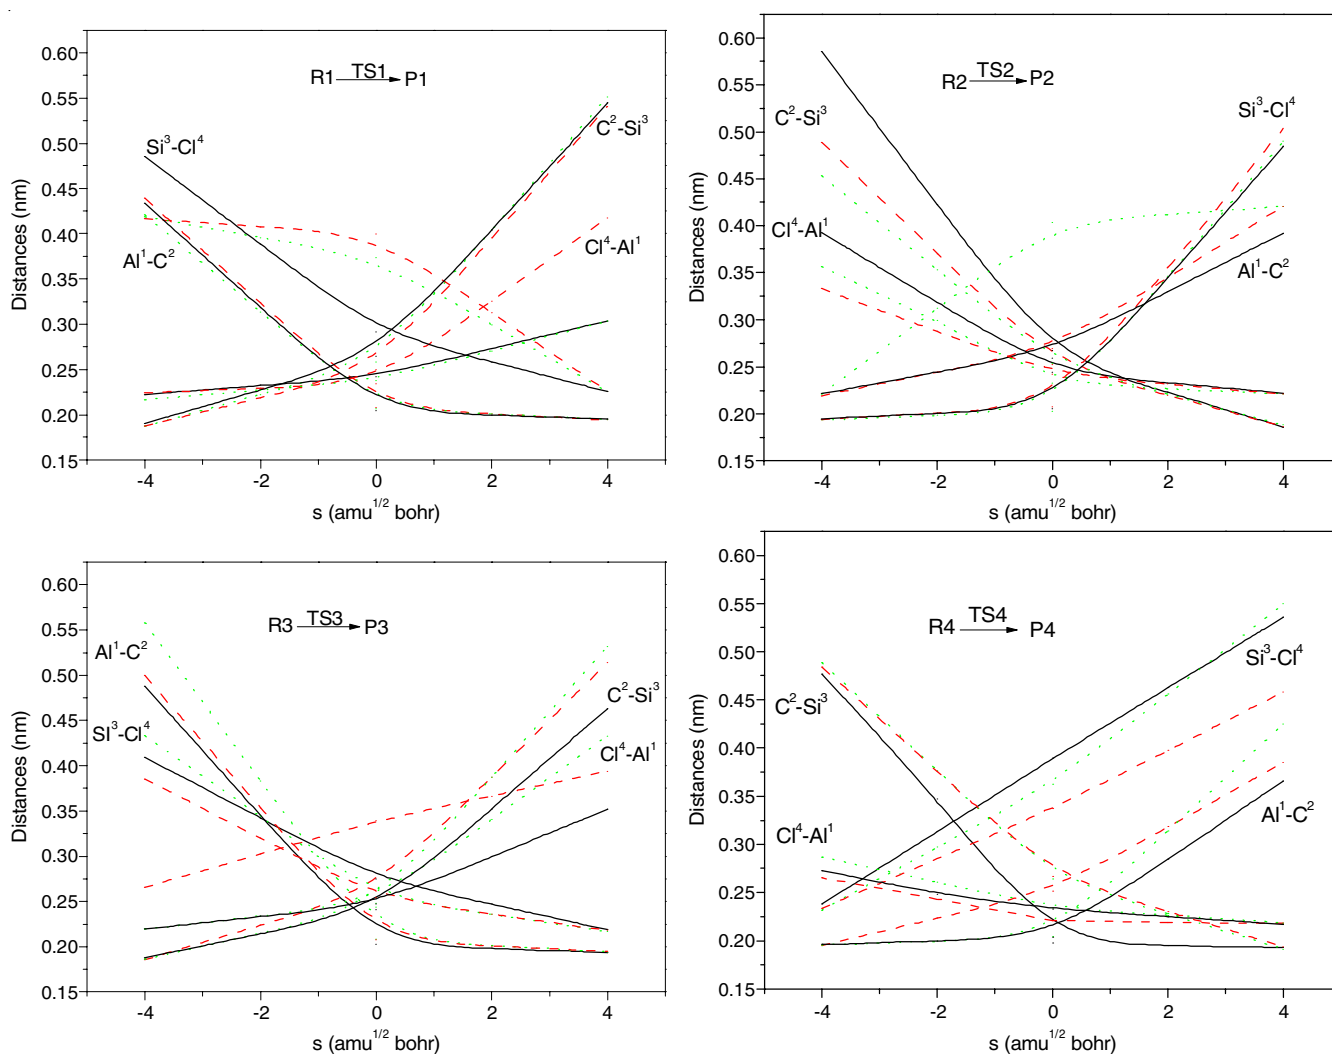 R1 TS1 P1
Si³-Cl⁴
Al¹-C²
C²-Si³
Cl⁴-Al¹
Distances (nm)
0.60
0.55
0.50
0.45
0.40
0.35
0.30
0.25
0.20
0.15
-4 -2 0 2 4
s (amu^1/2 bohr)
R2 TS2 P2
C²-Si³
Cl⁴-Al¹
Si³-Cl⁴
Al¹-C²
Distances (nm)
0.60
0.55
0.50
0.45
0.40
0.35
0.30
0.25
0.20
0.15
-4 -2 0 2 4
s (amu^1/2 bohr)
R3 TS3 P3
Al¹-C²
SI³-Cl⁴
C²-Si³
Cl⁴-Al¹
Distances (nm)
0.60
0.55
0.50
0.45
0.40
0.35
0.30
0.25
0.20
0.15
-4 -2 0 2 4
s (amu^1/2 bohr)
R4 TS4 P4
C²-Si³
Cl⁴-Al¹
Si³-Cl⁴
Al¹-C²
Distances (nm)
0.60
0.55
0.50
0.45
0.40
0.35
0.30
0.25
0.20
0.15
-4 -2 0 2 4
s (amu^1/2 bohr)